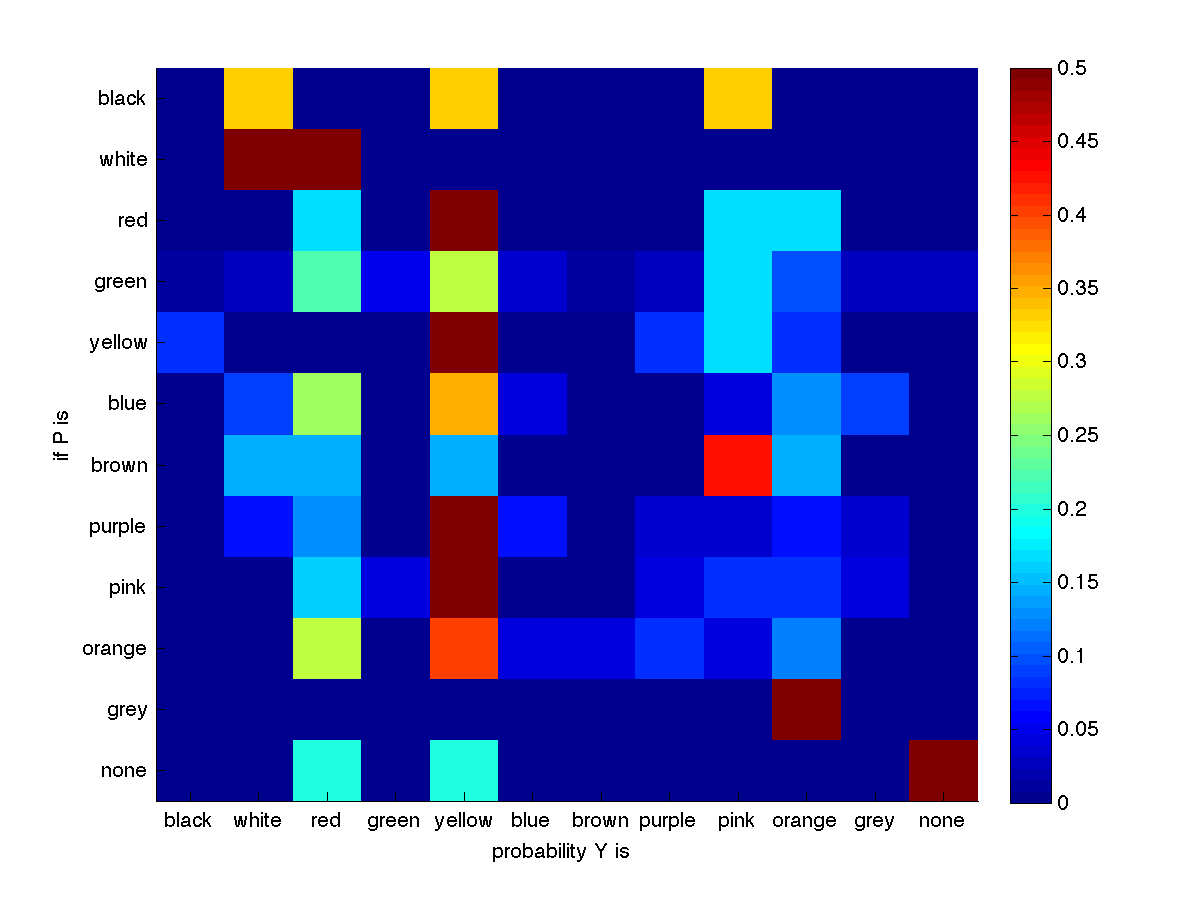 black
white
red
green
yellow
blue
brown
purple
pink
orange
grey
none
if P is
black white red green yellow blue brown purple pink orange grey none
probability Y is
0.5
0.45
0.4
0.35
0.3
0.25
0.2
0.15
0.1
0.05
0